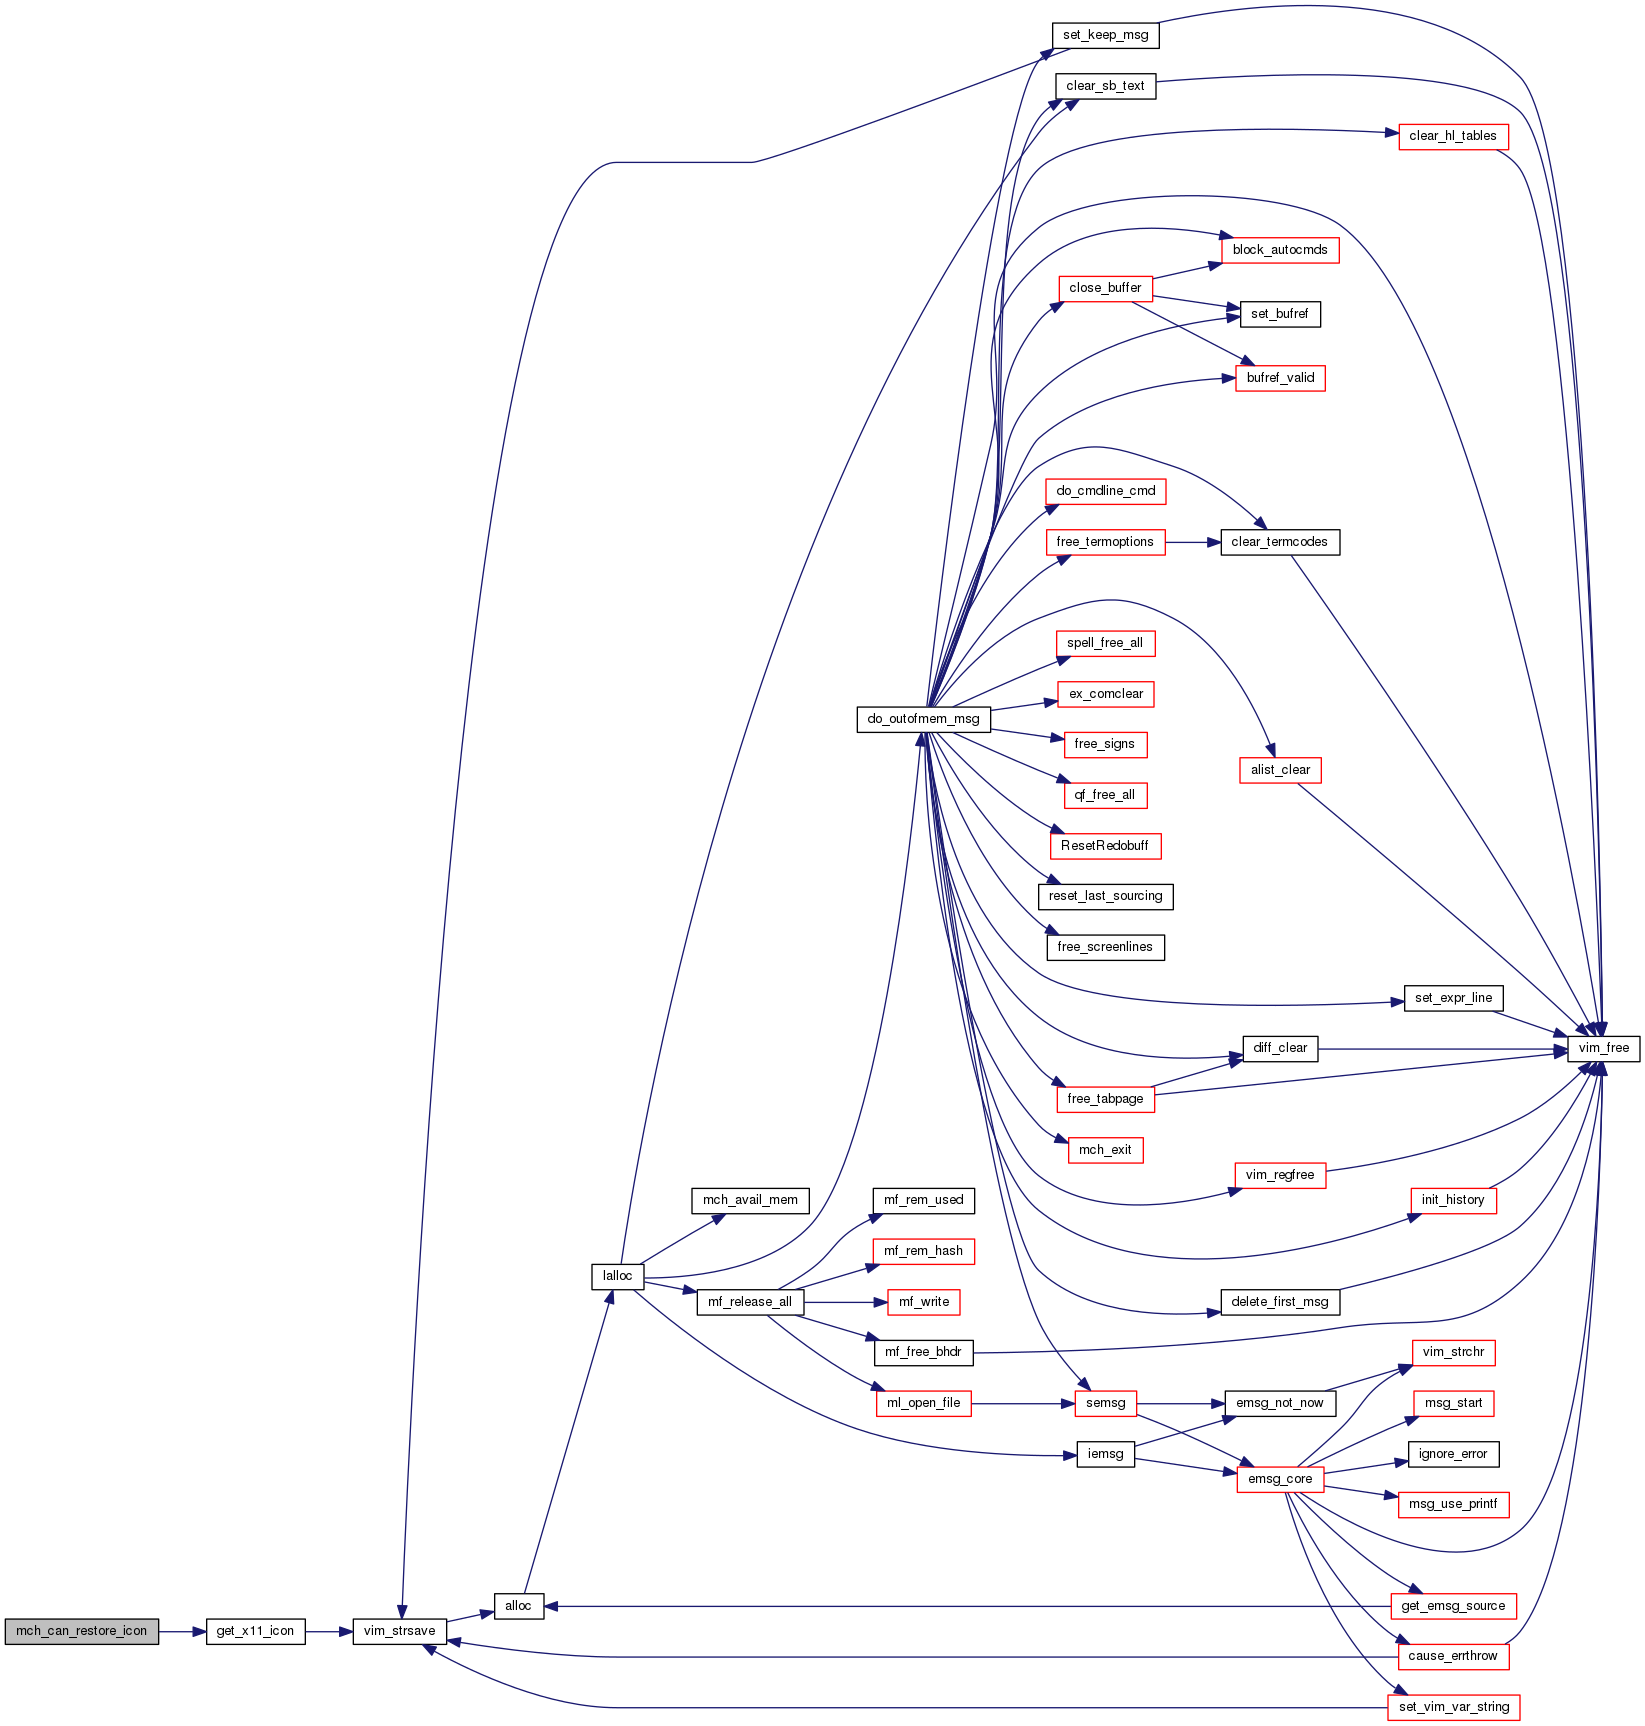 set_keep_msg
clear_sb_text
clear_hl_tables
block_autocmds
close_buffer
set_bufref
bufref_valid
do_cmdline_cmd
free_termoptions
clear_termcodes
spell_free_all
ex_comclear
do_outofmem_msg
free_signs
alist_clear
qf_free_all
ResetRedobuff
reset_last_sourcing
free_screenlines
set_expr_line
diff_clear
vim_free
free_tabpage
mch_exit
vim_regfree
mch_avail_mem
mf_rem_used
init_history
mf_rem_hash
lalloc
mf_release_all
mf_write
delete_first_msg
mf_free_bhdr
vim_strchr
ml_open_file
semsg
emsg_not_now
msg_start
iemsg
ignore_error
emsg_core
msg_use_printf
alloc
get_emsg_source
mch_can_restore_icon
get_x11_icon
vim_strsave
cause_errthrow
set_vim_var_string